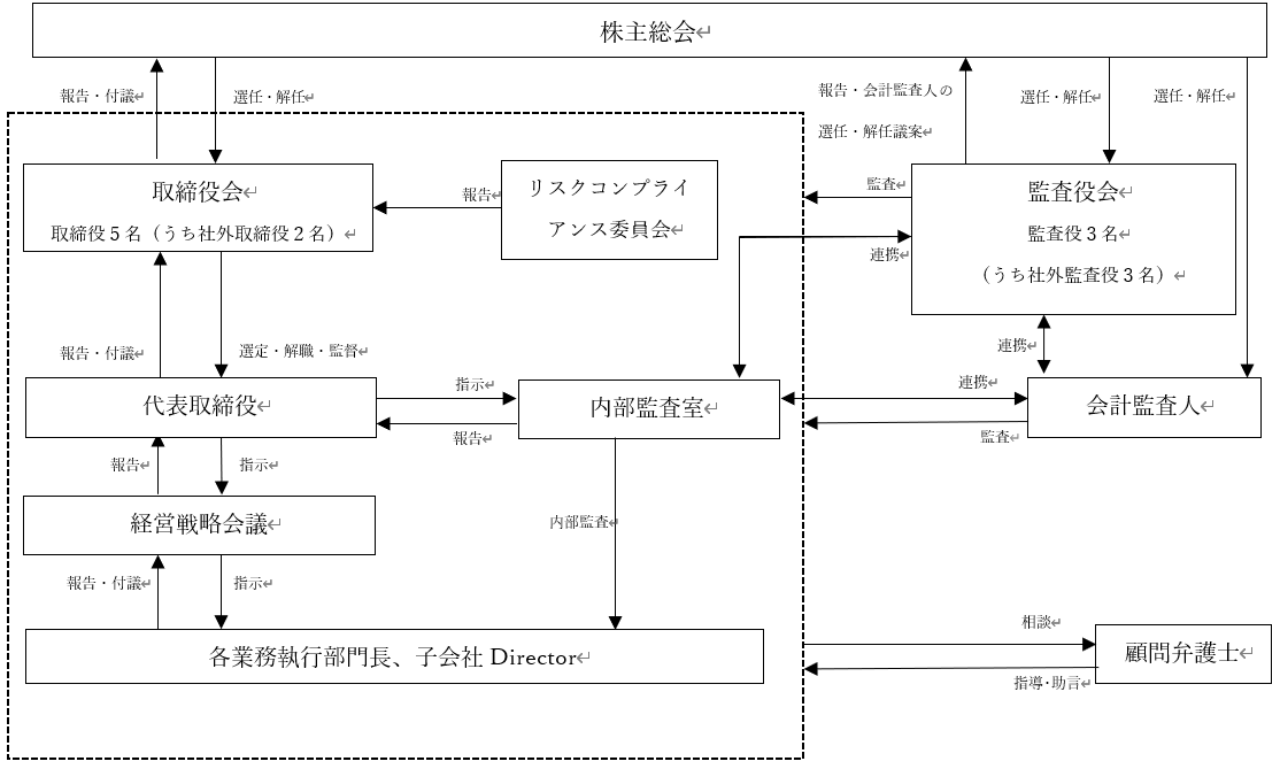 株主総会↵
報告・付議↵
選任・解任↵
報告・会計監査人の
選任・解任議案↵
選任・解任↵
選任・解任↵
取締役会↵
取締役５名（うち社外取締役２名）↵
報告↵
リスクコンプライ
アンス委員会↵
監査↵
連携↵
監査役会↵
監査役３名
（うち社外監査役３名）↵
報告・付議↵
選定・解職・監督↵
連携↵
代表取締役↵
指示↵
報告↵
内部監査室↵
連携↵
監査↵
会計監査人↵
報告↵
指示↵
経営戦略会議↵
内部監査↵
報告・付議↵
指示↵
各業務執行部門長、子会社 Director↵
相談↵
指導・助言↵
顧問弁護士↵